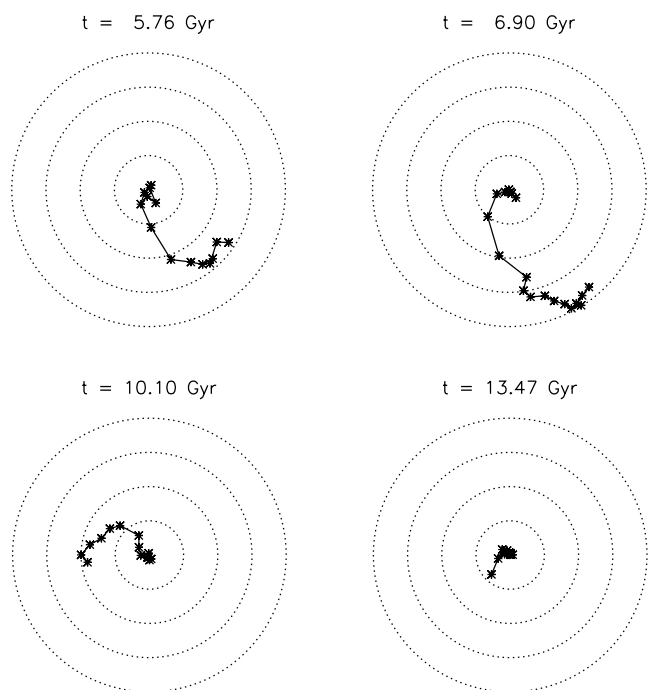 t = 5.76 Gyr
t = 6.90 Gyr
t = 10.10 Gyr
t = 13.47 Gyr